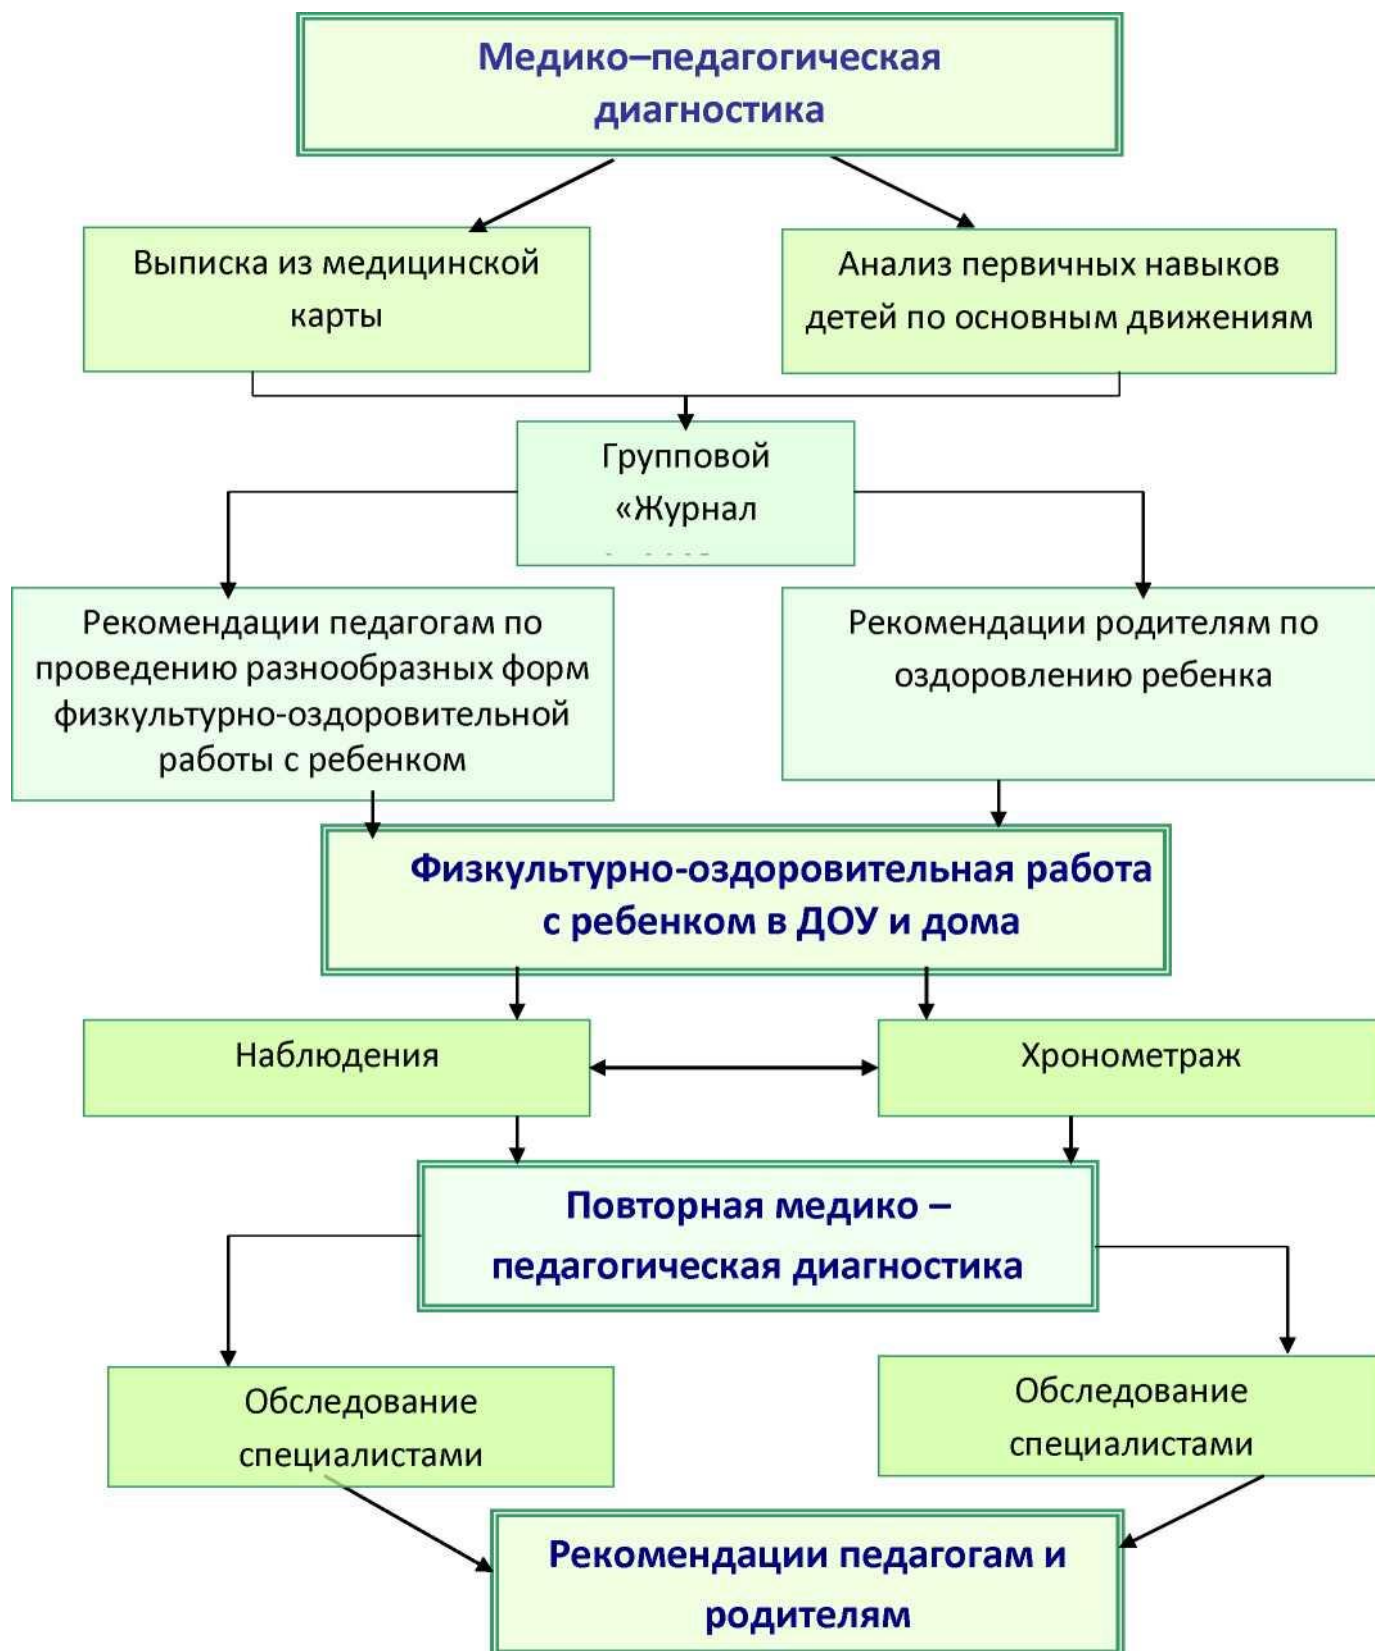 Медико–педагогическая
диагностика
Выписка из медицинской
карты
Анализ первичных навыков
детей по основным движениям
Групповой
«Журнал
Рекомендации педагогам по
проведению разнообразных форм
физкультурно-оздоровительной
работы с ребенком
Рекомендации родителям по
оздоровлению ребенка
Физкультурно-оздоровительная работа
с ребенком в ДОУ и дома
Наблюдения
Хронометраж
Повторная медико –
педагогическая диагностика
Обследование
специалистами
Обследование
специалистами
Рекомендации педагогам и
родителям